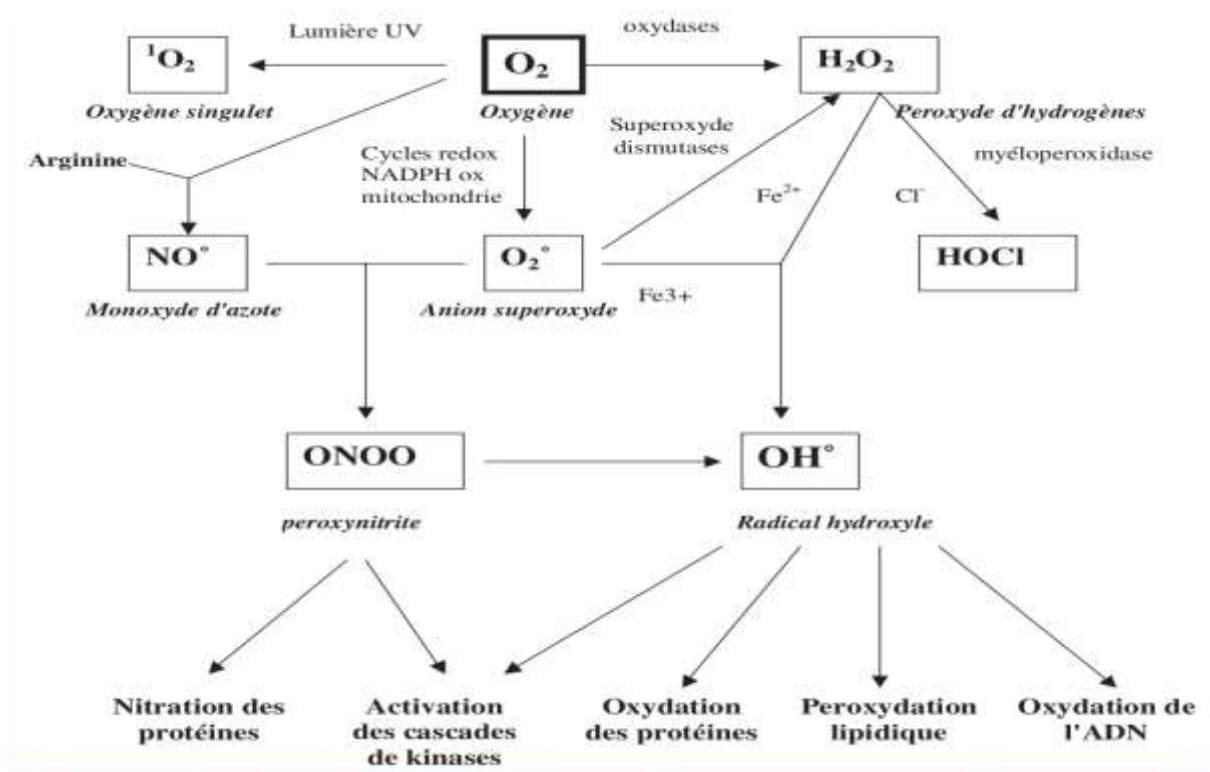 Lumière UV
oxydases
¹O₂
O₂
H₂O₂
Oxygène singulet
Oxygène
Peroxyde d'hydrogènes
Arginine
Cycles redox
NADPH ox
mitochondrie
Superoxyde
dismutases
myéloperoxidase
Fe²⁺
Cl⁻
NO°
O₂°
HOCl
Monoxyde d'azote
Anion superoxyde
Fe3+
ONOO
OH°
peroxynitrite
Radical hydroxyle
Nitration des
protéines
Activation
des cascades
de kinases
Oxydation
des protéines
Peroxydation
lipidique
Oxydation de
l'ADN